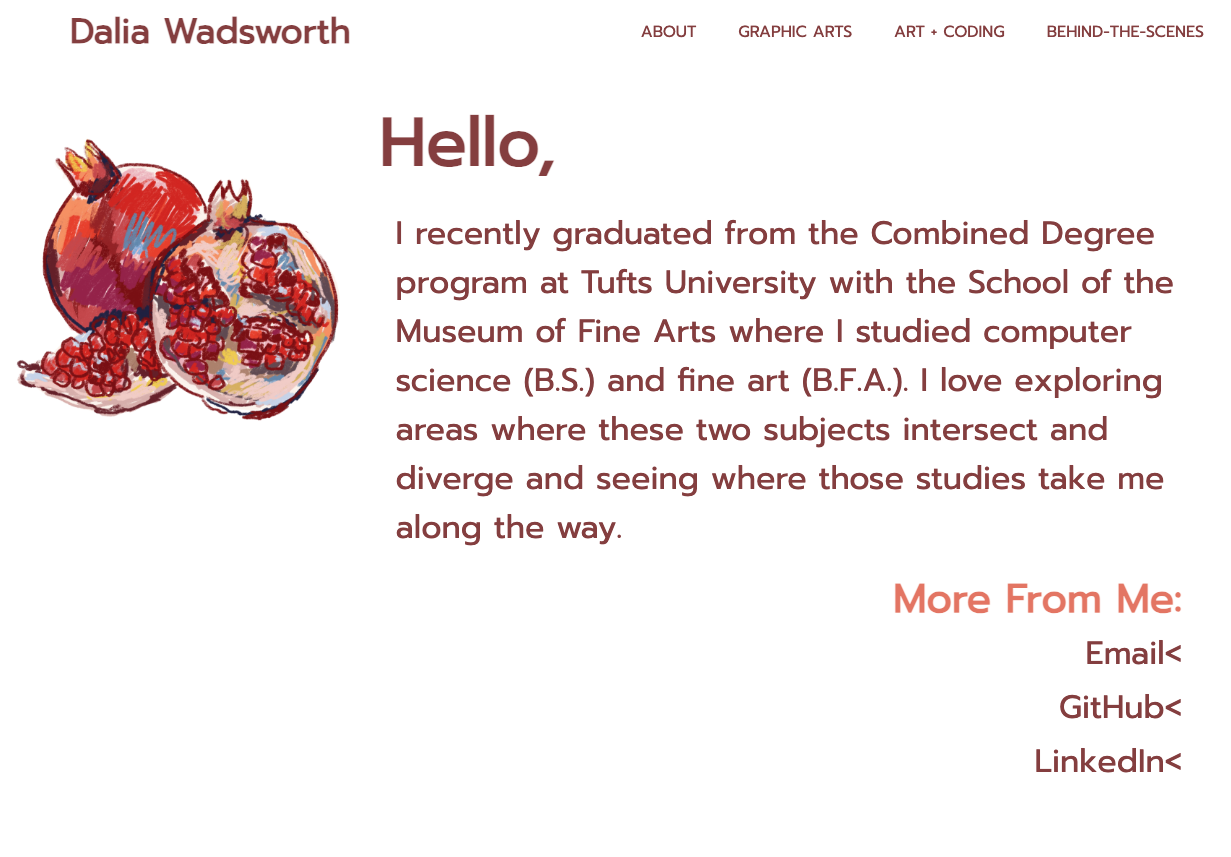 Dalia Wadsworth
ABOUT GRAPHIC ARTS ART + CODING BEHIND-THE-SCENES
Hello,
I recently graduated from the Combined Degree
program at Tufts University with the School of the
Museum of Fine Arts where I studied computer
science (B.S.) and fine art (B.F.A.). I love exploring
areas where these two subjects intersect and
diverge and seeing where those studies take me
along the way.
More From Me:
Email<
GitHub<
LinkedIn<